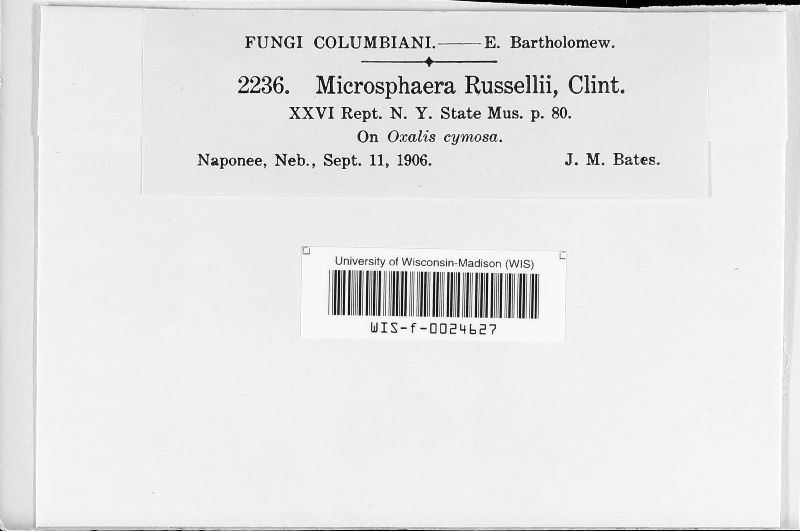 FUNGI COLUMBIANI.——E. Bartholomew.
2236. Microsphaera Russellii, Clint.
XXVI Rept. N. Y. State Mus. p. 80.
On Oxalis cymosa.
Naponee, Neb., Sept. 11, 1906. J. M. Bates.
University of Wisconsin-Madison (WIS)
WIS-f-0024627